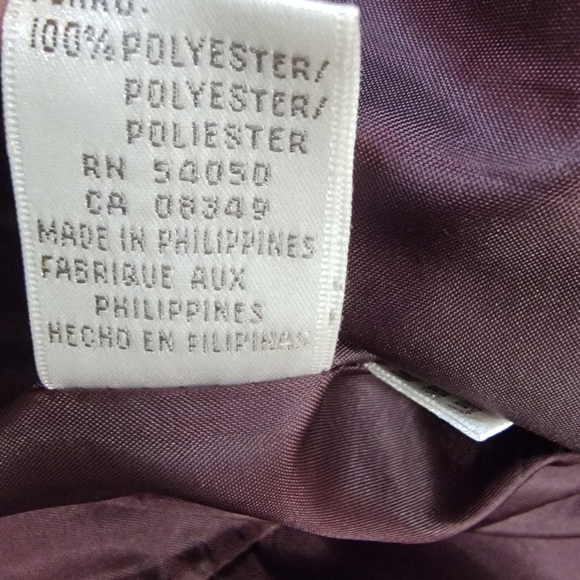 100% POLYESTER/
POLYESTER/
POLIESTER
RN 54050
CA 08349
MADE IN PHILIPPINES
FABRIQUE AUX
PHILIPPINES
HECHO EN FILIPINAS